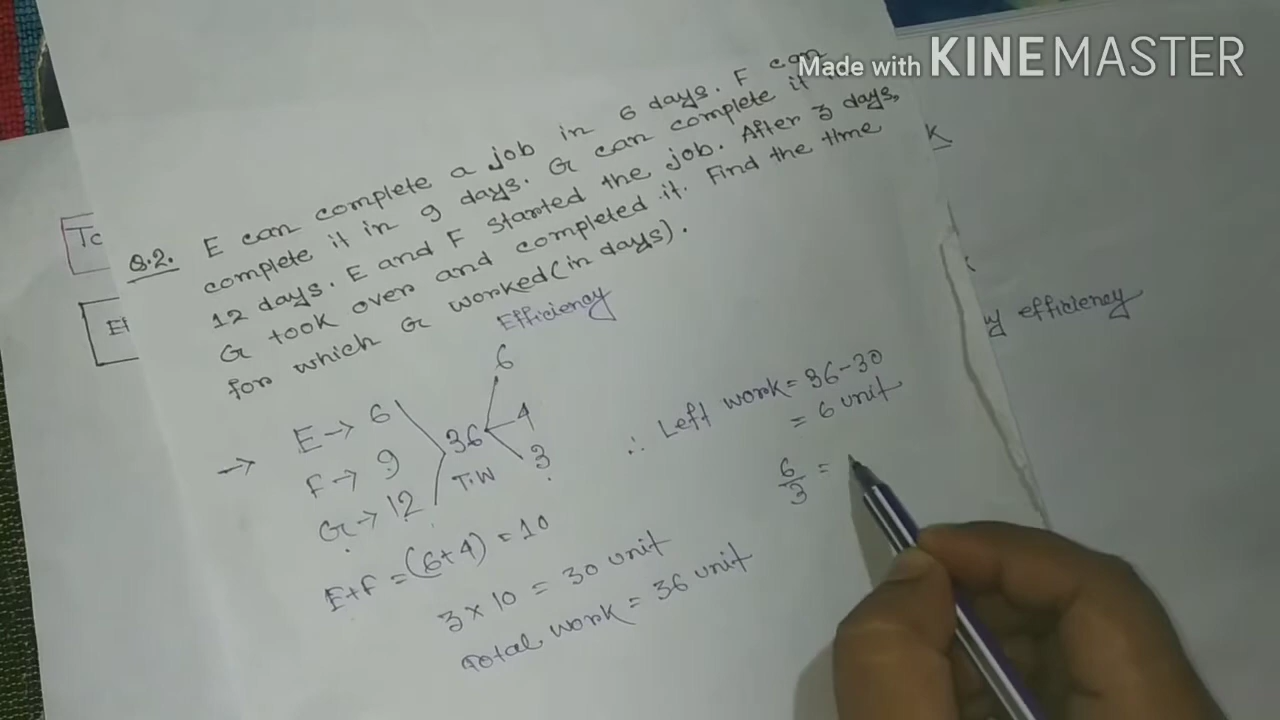 Made with KINEMASTER
Q.2. E can complete a job in 6 days. F can
complete it in 9 days. G can complete it in
12 days. E and F started the job. After 3 days,
G took over and completed it. Find the time
for which G worked (in days).
Efficiency
6
E → 6
F → 9
G → 12
36
T.W
4
3
E+F = (6+4) = 10
3 × 10 = 30 unit
Total work = 36 unit
∴ Left work = 36-30
= 6 unit
6/3 =
K
y efficiency
To
Ef